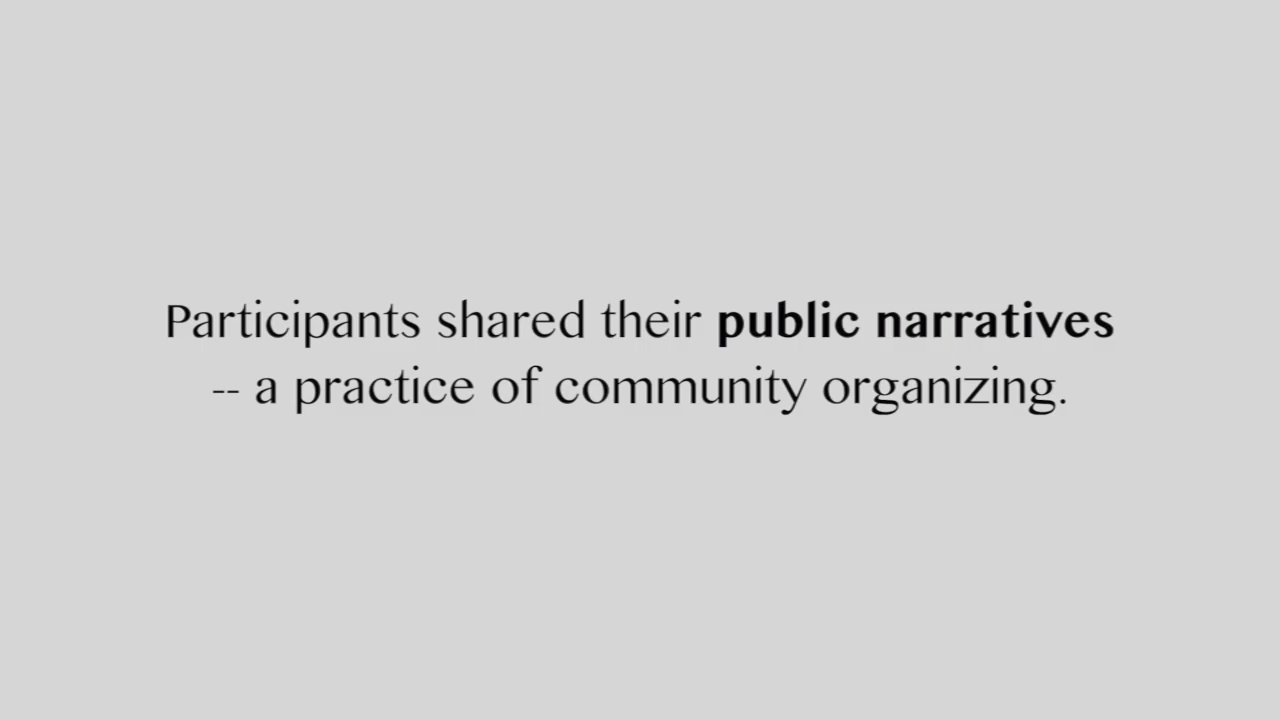 Participants shared their public narratives
-- a practice of community organizing.